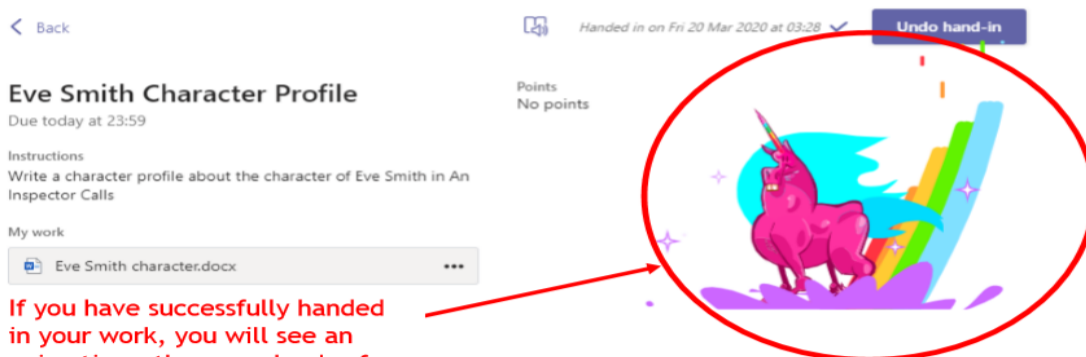 Back
Handed in on Fri 20 Mar 2020 at 03:28
Undo hand-in
Eve Smith Character Profile
Due today at 23:59
Points
No points
Instructions
Write a character profile about the character of Eve Smith in An
Inspector Calls
My work
Eve Smith character.docx
If you have successfully handed
in your work, you will see an